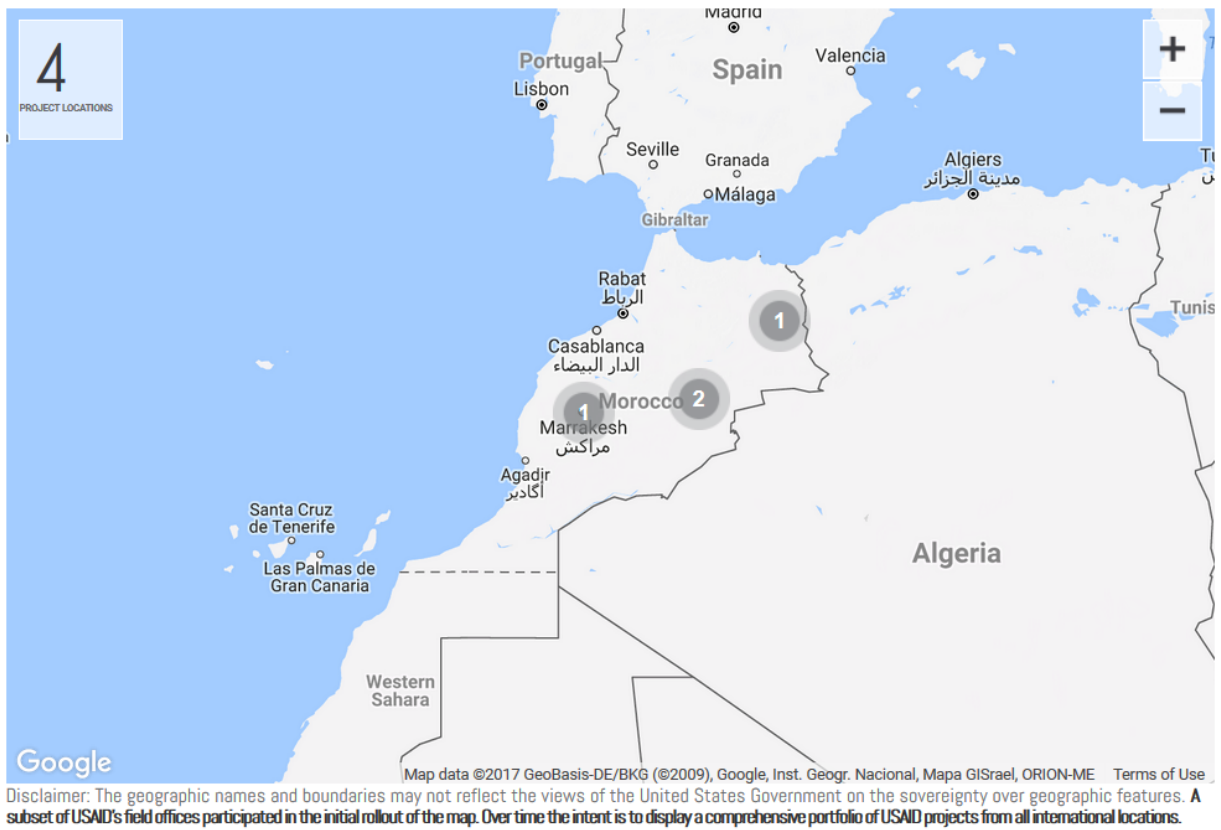 Madrid
4
PROJECT LOCATIONS
+
Portugal
Spain
Valencia
Lisbon
−
Seville
Granada
Algiers
مدينة الجزائر
Málaga
Gibraltar
Rabat
الرباط
1
Tunis
Casablanca
الدار البيضاء
Morocco
2
1
Marrakesh
مراكش
Agadir
أكادير
Santa Cruz
de Tenerife
Las Palmas de
Gran Canaria
Algeria
Western
Sahara
Google
Map data ©2017 GeoBasis-DE/BKG (©2009), Google, Inst. Geogr. Nacional, Mapa GISrael, ORION-ME Terms of Use
Disclaimer: The geographic names and boundaries may not reflect the views of the United States Government on the sovereignty over geographic features. A
subset of USAID's field offices participated in the initial rollout of the map. Over time the intent is to display a comprehensive portfolio of USAID projects from all international locations.